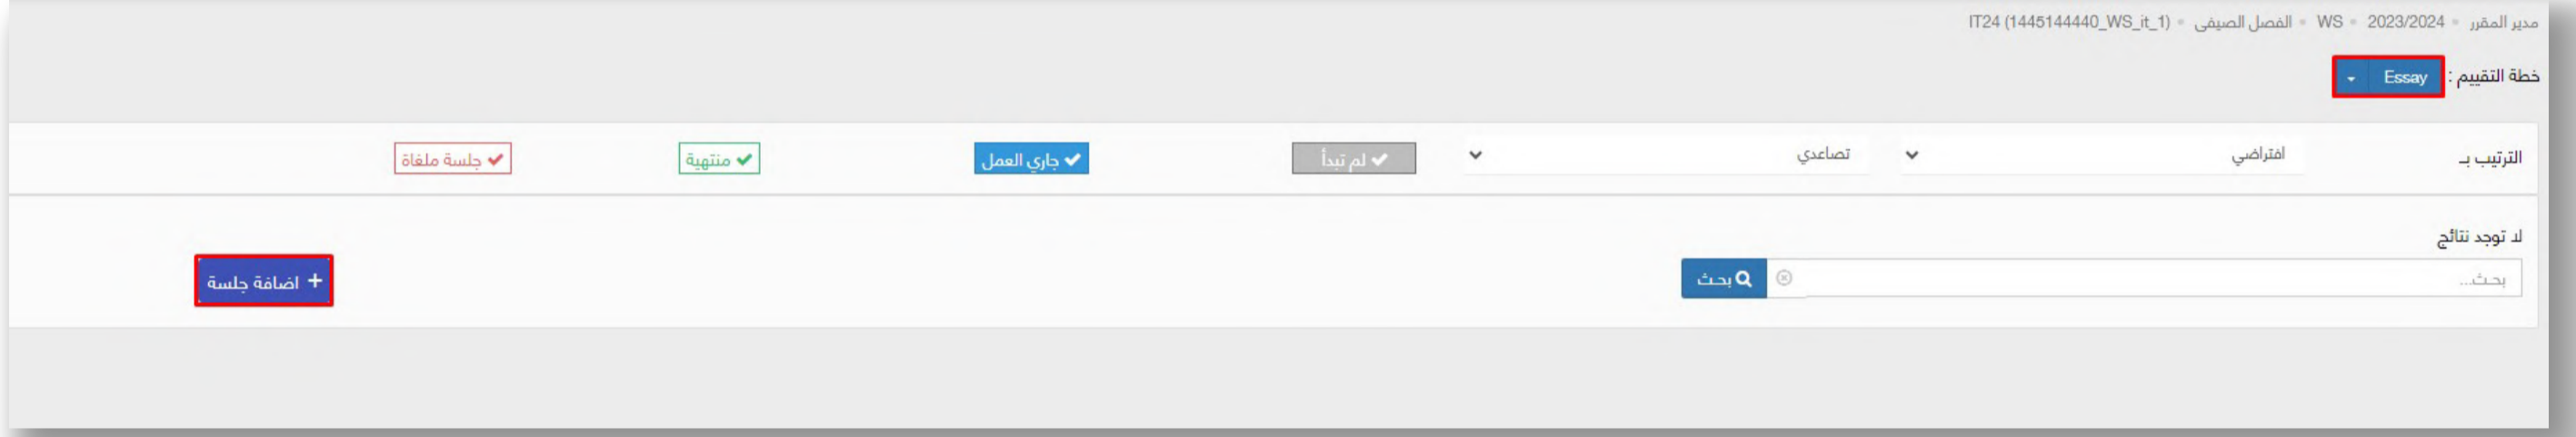 مدير المقرر 2023/2024 WS الفصل الصيفى IT24 (1445144440_WS_it_1)
خطة التقييم : Essay
الترتيب بـ افتراضي تصاعدي لم تبدأ جاري العمل منتهية جلسة ملغاة
لا توجد نتائج
بحث... بحث + اضافة جلسة